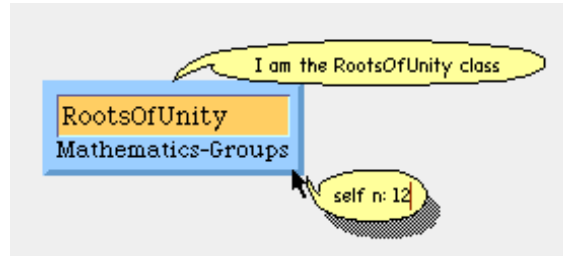 I am the RootsOfUnity class
RootsOfUnity
Mathematics-Groups
self n: 12